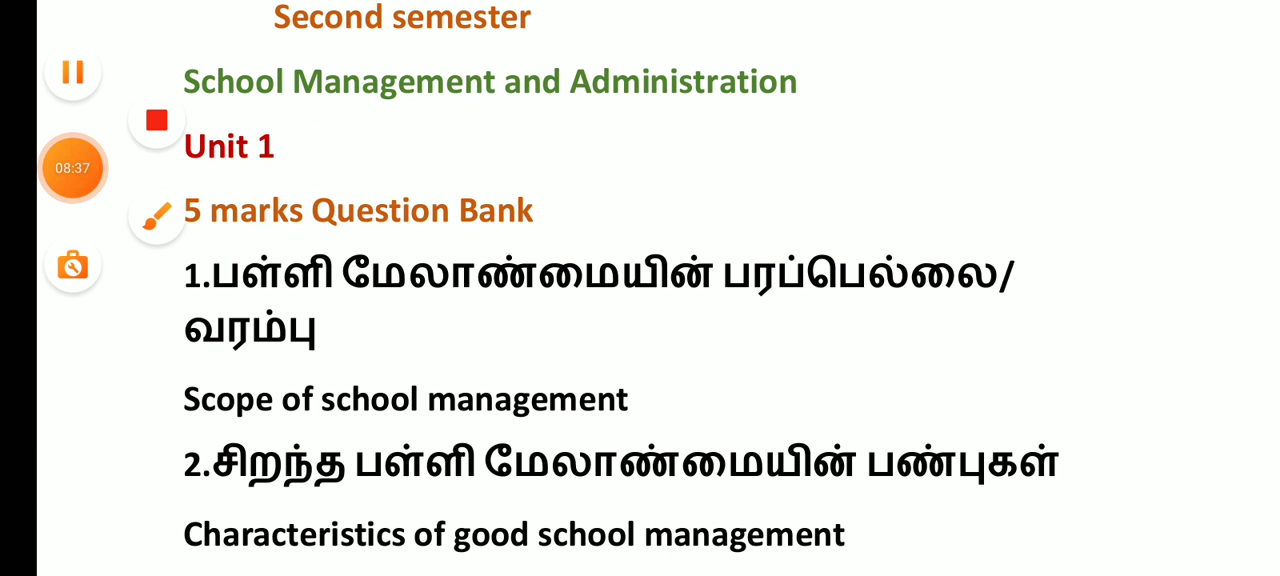 Second semester
School Management and Administration
Unit 1
08:37
5 marks Question Bank
1.பள்ளி மேலாண்மையின் பரப்பெல்லை/
வரம்பு
Scope of school management
2.சிறந்த பள்ளி மேலாண்மையின் பண்புகள்
Characteristics of good school management